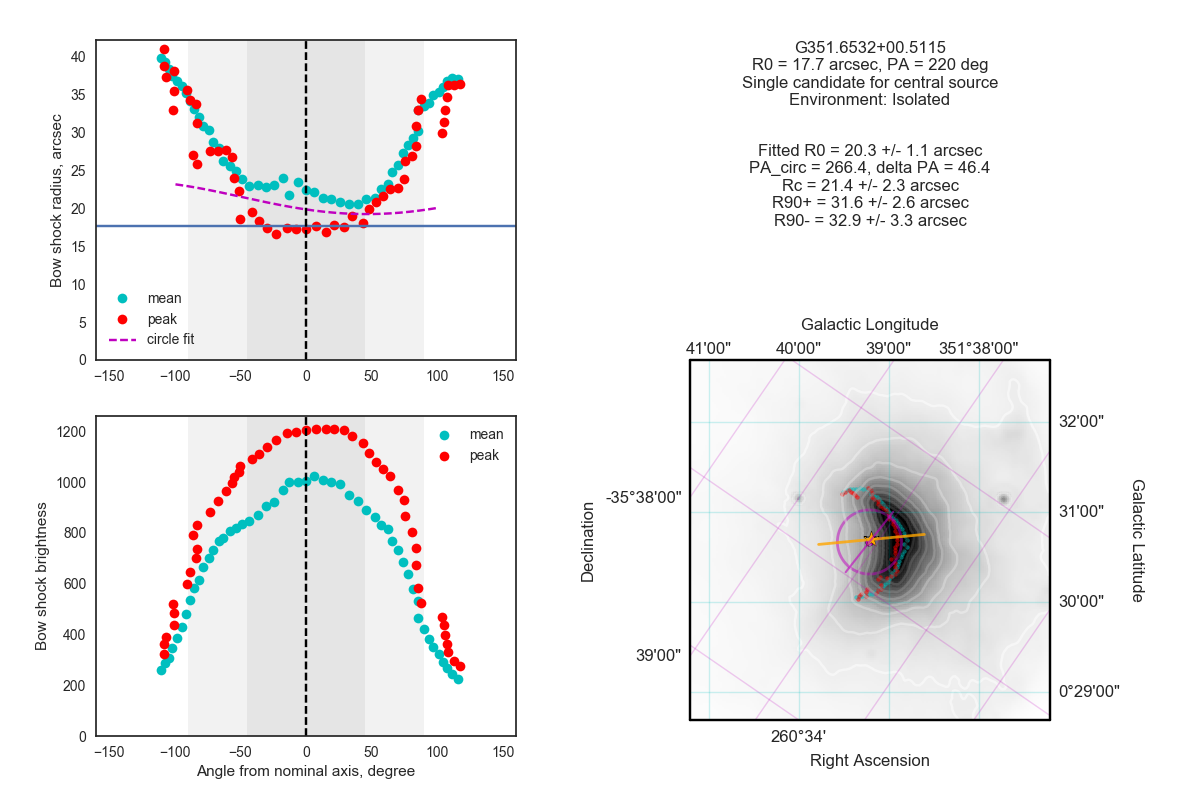 40
35
30
25
20
15
10
5
0
Bow shock radius, arcsec
mean
peak
circle fit
−150 −100 −50 0 50 100 150
G351.6532+00.5115
R0 = 17.7 arcsec, PA = 220 deg
Single candidate for central source
Environment: Isolated
Fitted R0 = 20.3 +/- 1.1 arcsec
PA_circ = 266.4, delta PA = 46.4
Rc = 21.4 +/- 2.3 arcsec
R90+ = 31.6 +/- 2.6 arcsec
R90- = 32.9 +/- 3.3 arcsec
1200
1000
800
600
400
200
0
Bow shock brightness
mean
peak
−150 −100 −50 0 50 100 150
Angle from nominal axis, degree
Galactic Longitude
41'00" 40'00" 39'00" 351°38'00"
-35°38'00"
39'00"
Declination
32'00"
31'00"
30'00"
0°29'00"
Galactic Latitude
260°34'
Right Ascension